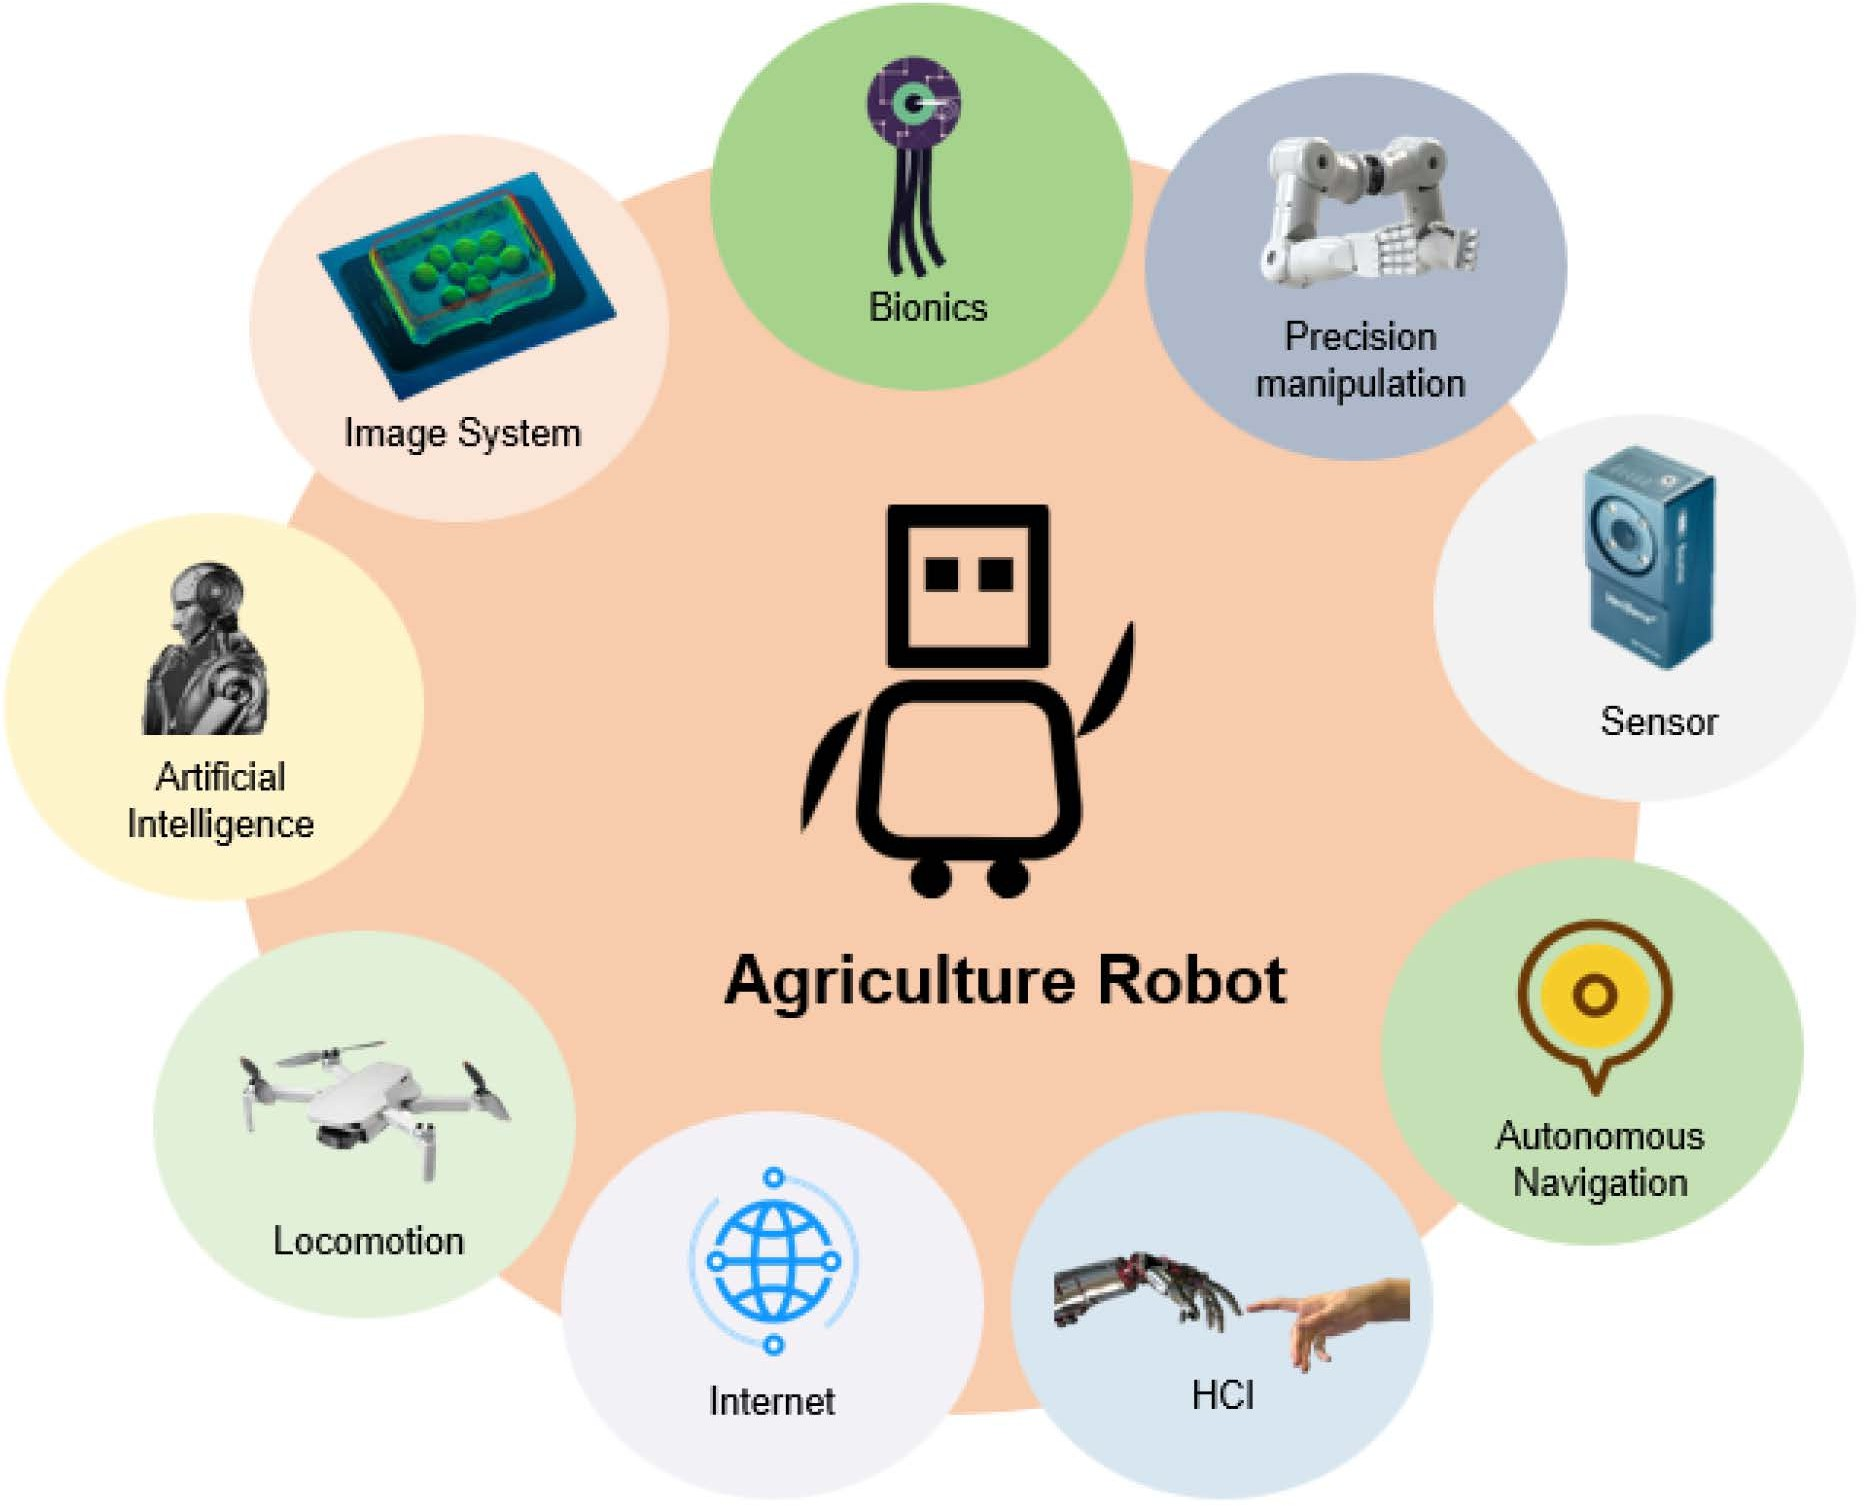 Bionics
Precision
manipulation
Image System
Sensor
Artificial
Intelligence
Agriculture Robot
Autonomous
Navigation
Locomotion
Internet
HCI